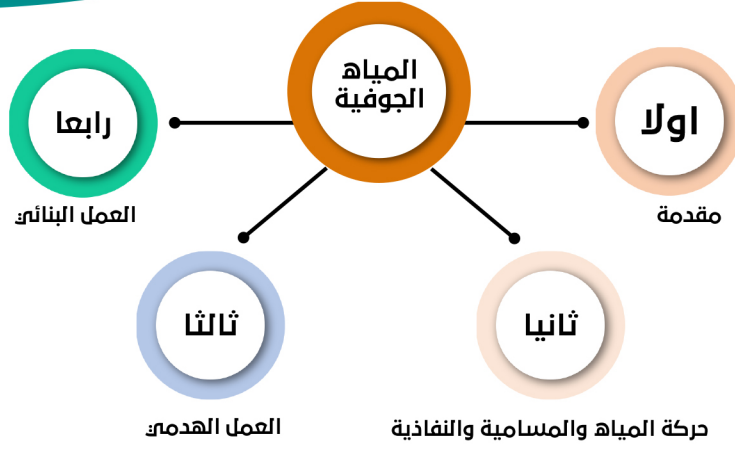 المياه
الجوفية
اولا
مقدمة
ثانيا
حركة المياه والمسامية والنفاذية
ثالثا
العمل الهدمي
رابعا
العمل البنائي